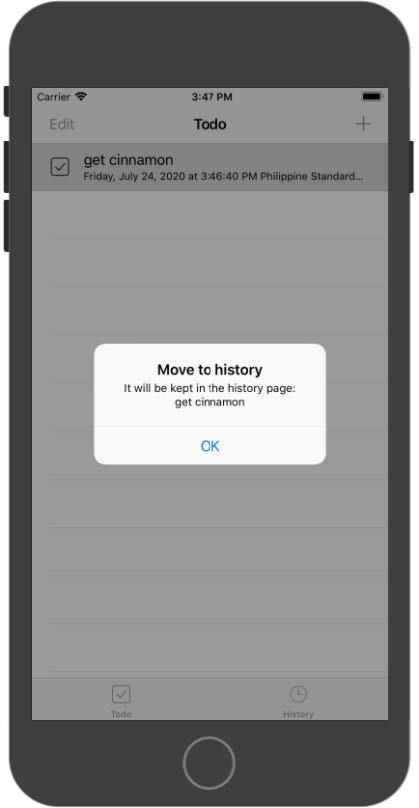 Carrier 3:47 PM
Edit Todo +
get cinnamon
Friday, July 24, 2020 at 3:46:40 PM Philippine Standard...
Move to history
It will be kept in the history page:
get cinnamon
OK
Todo History